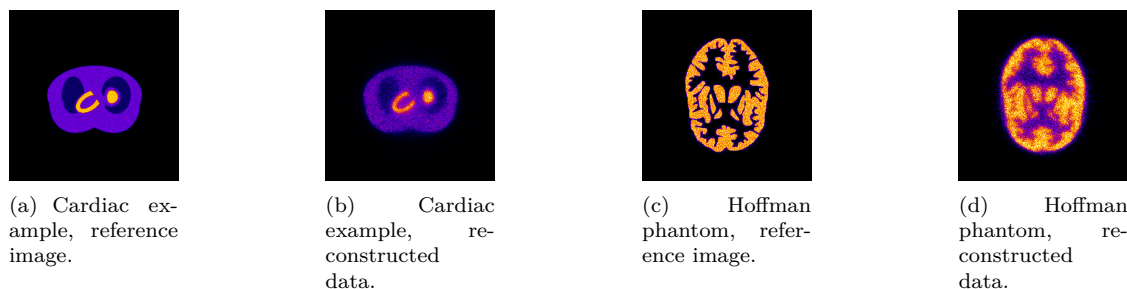 (a) Cardiac ex-
ample, reference
image.
(b) Cardiac
example, re-
constructed
data.
(c) Hoffman
phantom, refer-
ence image.
(d) Hoffman
phantom, re-
constructed
data.